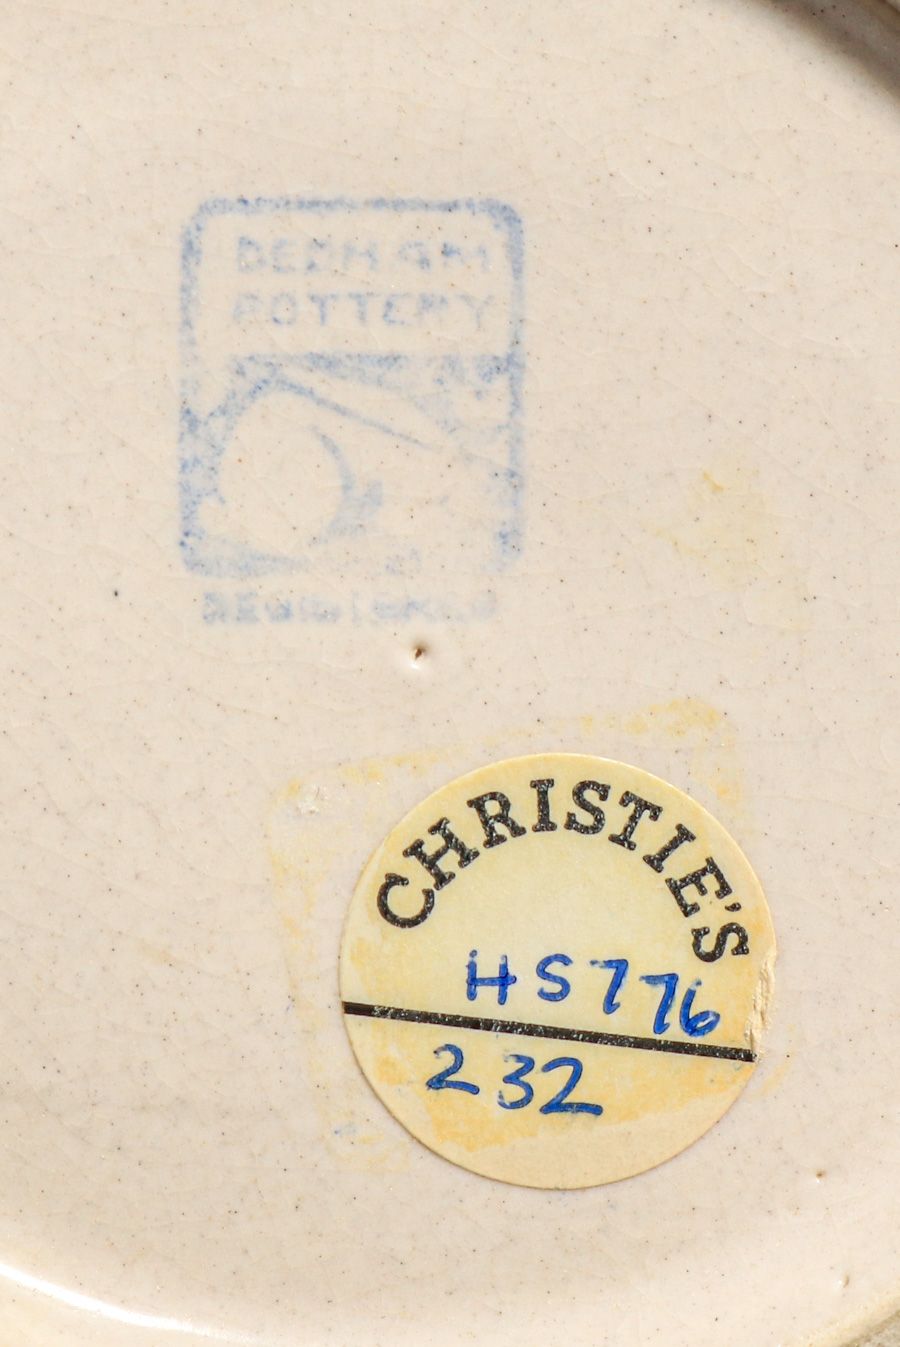 DEDHAM
POTTERY
REGISTERED
CHRISTIE'S
HS776
232